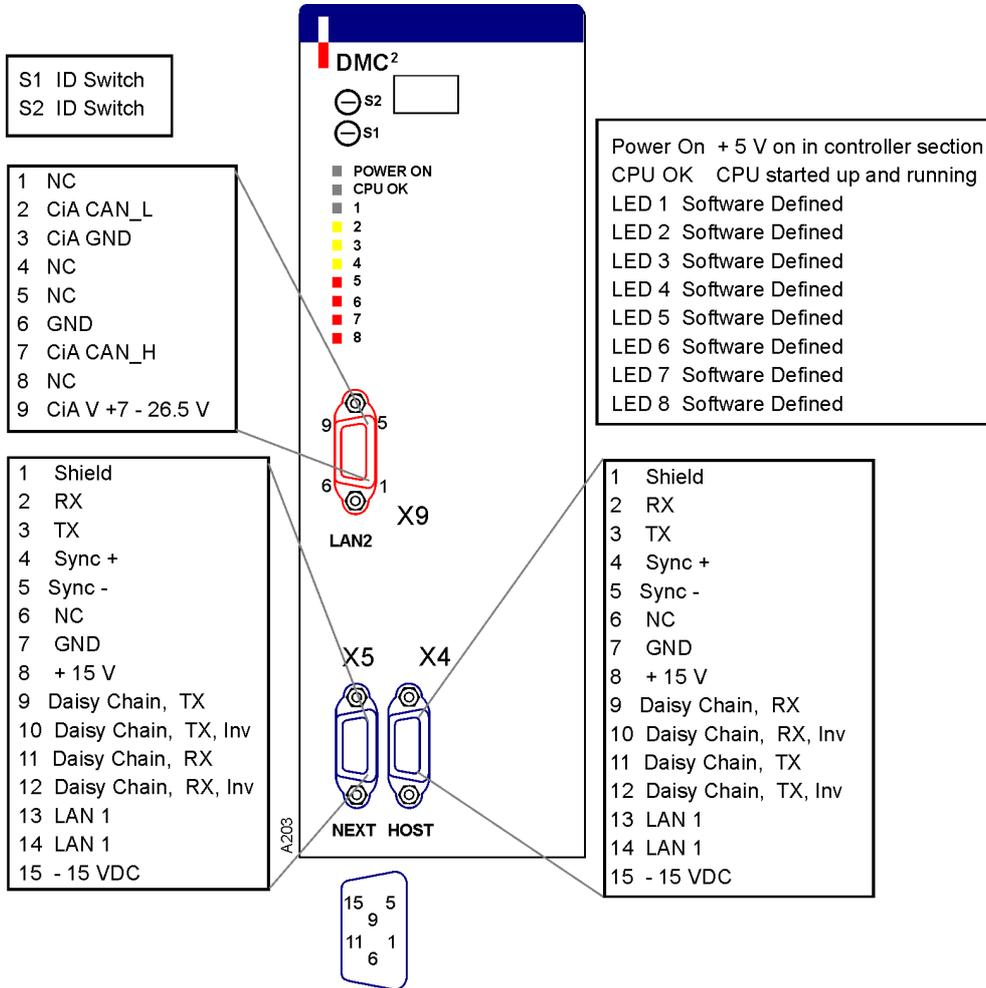 DMC²
S1 ID Switch
S2 ID Switch
S2
S1
POWER ON
CPU OK
1
2
3
4
5
6
7
8
Power On + 5 V on in controller section
CPU OK CPU started up and running
LED 1 Software Defined
LED 2 Software Defined
LED 3 Software Defined
LED 4 Software Defined
LED 5 Software Defined
LED 6 Software Defined
LED 7 Software Defined
LED 8 Software Defined
1 NC
2 CiA CAN_L
3 CiA GND
4 NC
5 NC
6 GND
7 CiA CAN_H
8 NC
9 CiA V +7 - 26.5 V
9 5
6 1
X9
LAN2
1 Shield
2 RX
3 TX
4 Sync +
5 Sync -
6 NC
7 GND
8 + 15 V
9 Daisy Chain, TX
10 Daisy Chain, TX, Inv
11 Daisy Chain, RX
12 Daisy Chain, RX, Inv
13 LAN 1
14 LAN 1
15 - 15 VDC
X5 X4
NEXT HOST
A203
1 Shield
2 RX
3 TX
4 Sync +
5 Sync -
6 NC
7 GND
8 + 15 V
9 Daisy Chain, RX
10 Daisy Chain, RX, Inv
11 Daisy Chain, TX
12 Daisy Chain, TX, Inv
13 LAN 1
14 LAN 1
15 - 15 VDC
15 5
9
11 1
6